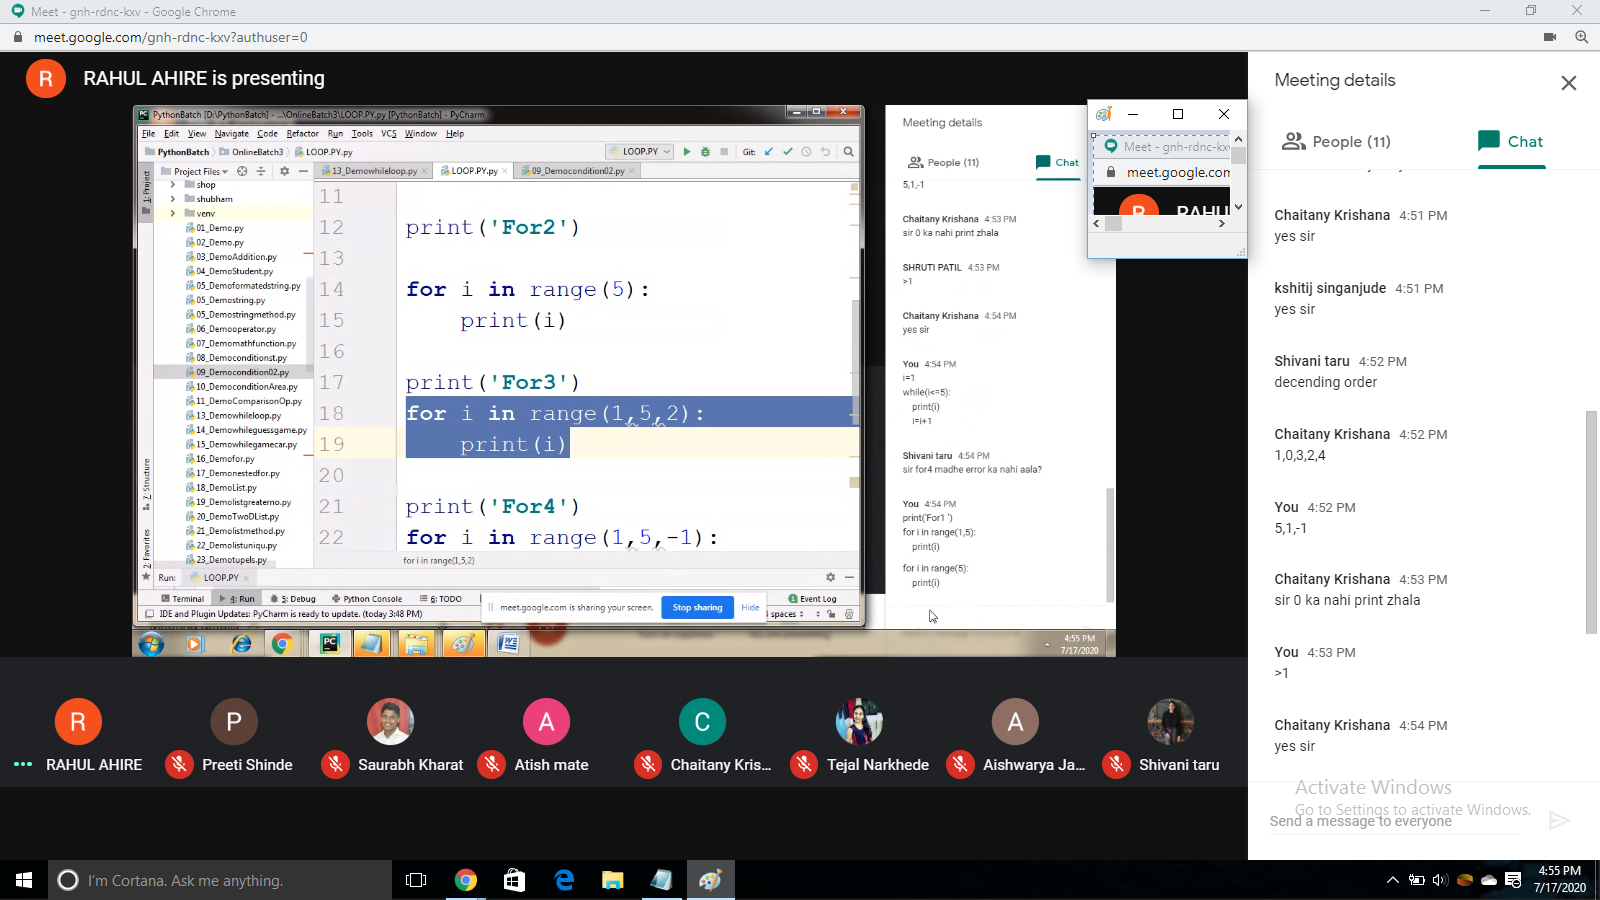 Meet - gnh-rdnc-kxv - Google Chrome
meet.google.com/gnh-rdnc-kxv?authuser=0
R
RAHUL AHIRE is presenting
PythonBatch [D:\PythonBatch] - ...\OnlineBatch3\LOOP.PY.py [PythonBatch] - PyCharm
File Edit View Navigate Code Refactor Run Tools VCS Window Help
PythonBatch OnlineBatch3 LOOP.PY.py
LOOP.PY
Git:
1: Project
Project Files
13_Demowhileloop.py
LOOP.PY.py
09_Democondition02.py
shop
shubham
venv
01_Demo.py
02_Demo.py
03_DemoAddition.py
04_DemoStudent.py
05_Demoformatedstring.py
05_Demostring.py
05_Demostringmethod.py
06_Demooperator.py
07_Demomathfunction.py
08_Democonditionst.py
09_Democondition02.py
10_DemoconditionArea.py
11_DemoComparisonOp.py
13_Demowhileloop.py
14_Demowhileguessgame.py
15_Demowhilegamecar.py
16_Demofor.py
17_Demonestedfor.py
18_DemoList.py
19_Demolistgreaterno.py
20_DemoTwoDList.py
21_Demolistmethod.py
22_Demolistuniqu.py
23_Demotupels.py
7: Structure
2: Favorites
11
12 print('For2')
13
14 for i in range(5):
15 print(i)
16
17 print('For3')
18 for i in range(1,5,2):
19 print(i)
20
21 print('For4')
22 for i in range(1,5,-1):
for i in range(1,5,2)
Run: LOOP.PY
Terminal 4: Run 5: Debug Python Console 6: TODO
Event Log
IDE and Plugin Updates: PyCharm is ready to update. (today 3:48 PM)
4 spaces
meet.google.com is sharing your screen. Stop sharing Hide
4:55 PM
7/17/2020
Meeting details
People (11)
Chat
5,1,-1
Chaitany Krishana 4:53 PM
sir 0 ka nahi print zhala
SHRUTI PATIL 4:53 PM
>1
Chaitany Krishana 4:54 PM
yes sir
You 4:54 PM
i=1
while(i<=5):
print(i)
i=i+1
Shivani taru 4:54 PM
sir for4 madhe error ka nahi aala?
You 4:54 PM
print('For1 ')
for i in range(1,5):
print(i)
for i in range(5):
print(i)
Meet - gnh-rdnc-kxv
meet.google.com
Meeting details
People (11)
Chat
Chaitany Krishana 4:51 PM
yes sir
kshitij singanjude 4:51 PM
yes sir
Shivani taru 4:52 PM
decending order
Chaitany Krishana 4:52 PM
1,0,3,2,4
You 4:52 PM
5,1,-1
Chaitany Krishana 4:53 PM
sir 0 ka nahi print zhala
You 4:53 PM
>1
Chaitany Krishana 4:54 PM
yes sir
Activate Windows
Go to Settings to activate Windows.
Send a message to everyone
R
RAHUL AHIRE
P
Preeti Shinde
Saurabh Kharat
A
Atish mate
C
Chaitany Kris...
Tejal Narkhede
A
Aishwarya Ja...
Shivani taru
I'm Cortana. Ask me anything.
4:55 PM
7/17/2020